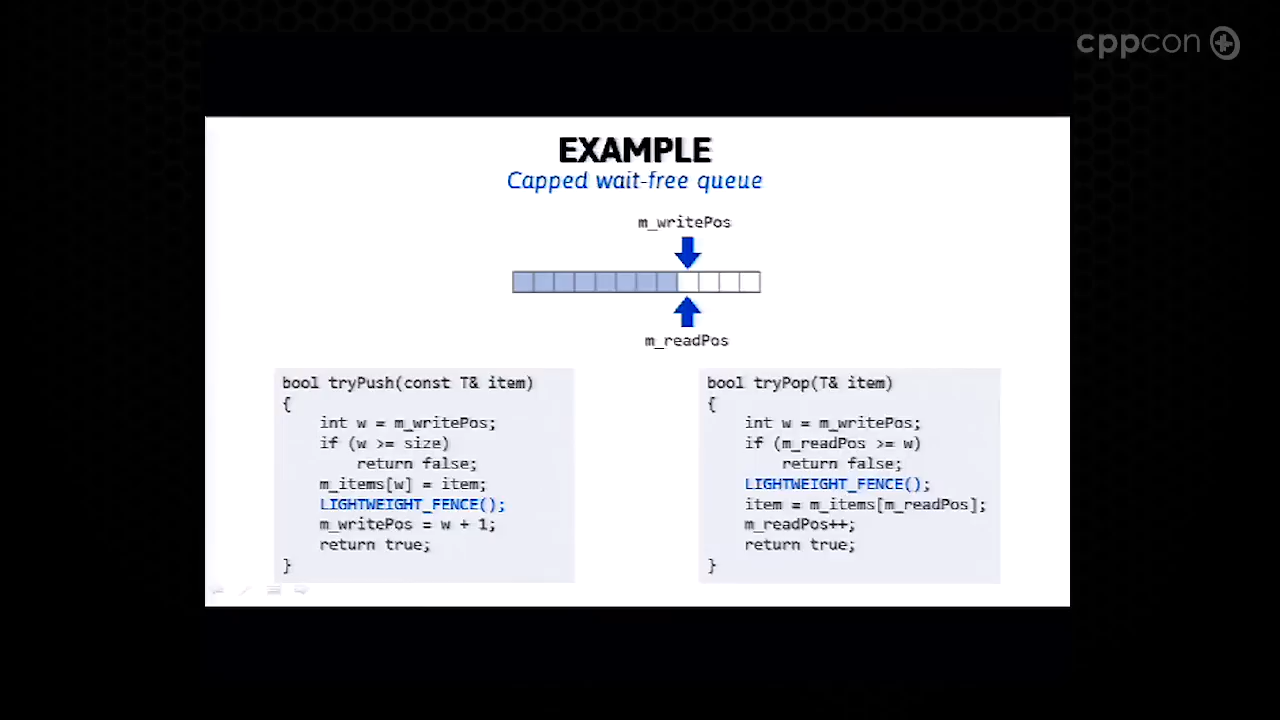 cppcon
EXAMPLE
Capped wait-free queue
m_writePos
m_readPos
bool tryPush(const T& item)
{
    int w = m_writePos;
    if (w >= size)
        return false;
    m_items[w] = item;
    LIGHTWEIGHT_FENCE();
    m_writePos = w + 1;
    return true;
}
bool tryPop(T& item)
{
    int w = m_writePos;
    if (m_readPos >= w)
        return false;
    LIGHTWEIGHT_FENCE();
    item = m_items[m_readPos];
    m_readPos++;
    return true;
}